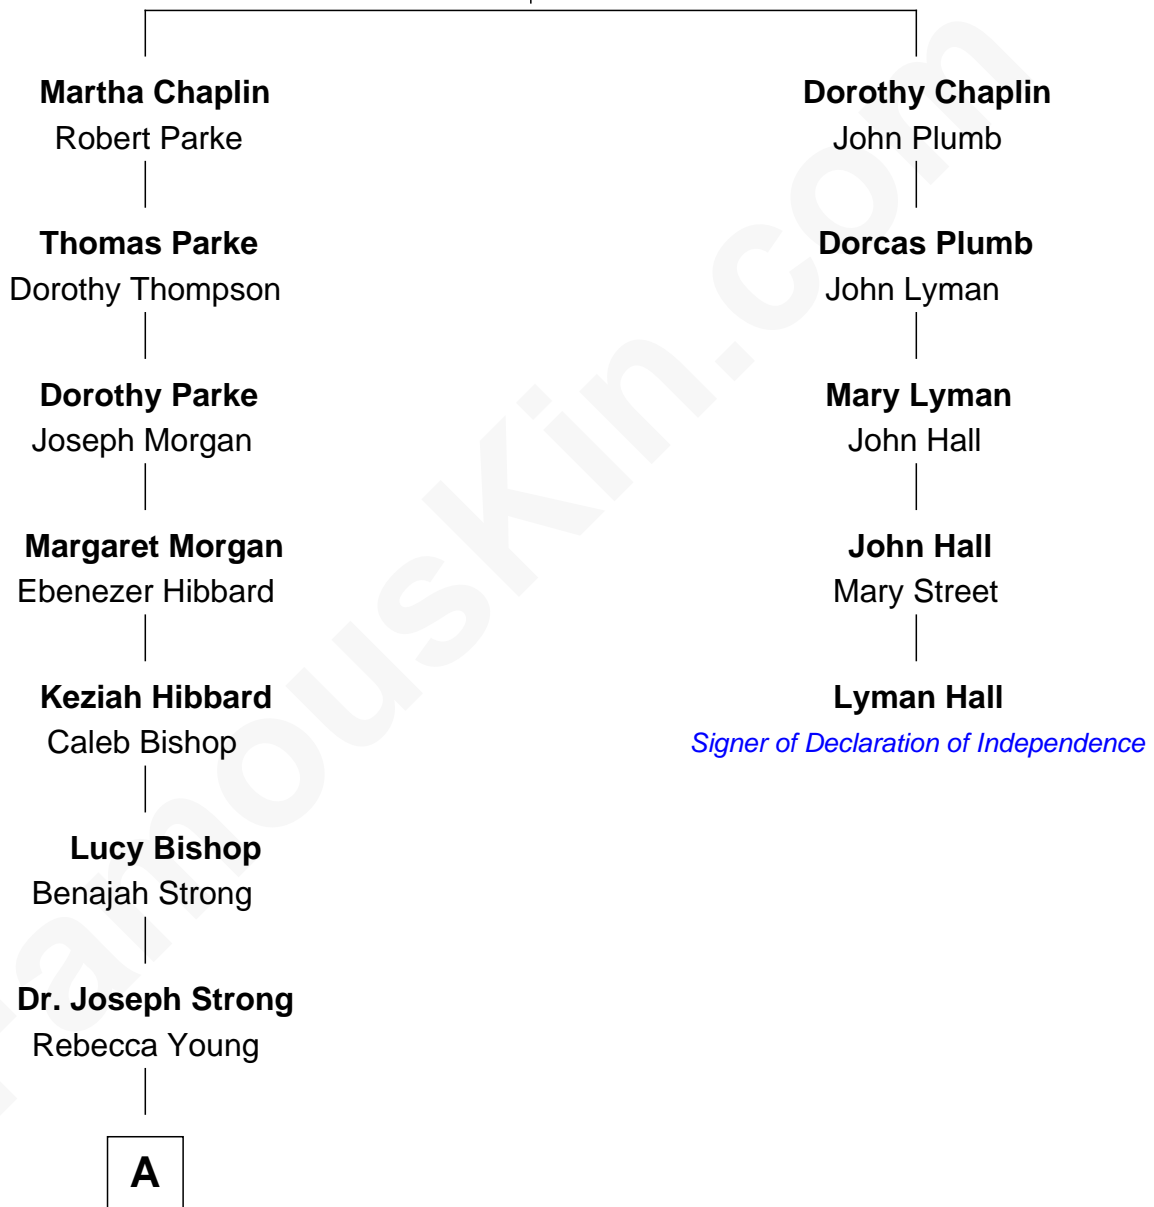 Martha Chaplin
Robert Parke
Dorothy Chaplin
John Plumb
Thomas Parke
Dorothy Thompson
Dorcas Plumb
John Lyman
Dorothy Parke
Joseph Morgan
Mary Lyman
John Hall
Margaret Morgan
Ebenezer Hibbard
John Hall
Mary Street
Keziah Hibbard
Caleb Bishop
Lyman Hall
Signer of Declaration of Independence
Lucy Bishop
Benajah Strong
Dr. Joseph Strong
Rebecca Young
A
FamousKin.com